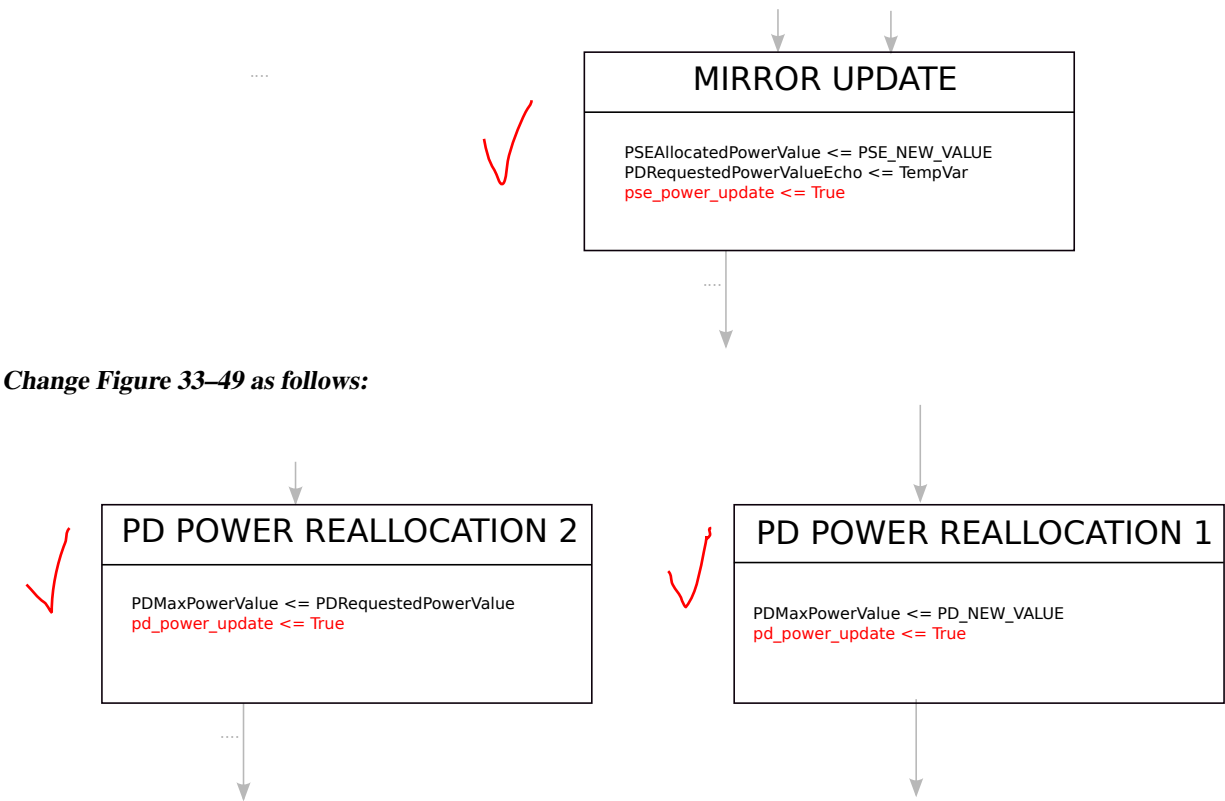 ....
MIRROR UPDATE
PSEAllocatedPowerValue <= PSE_NEW_VALUE
PDRequestedPowerValueEcho <= TempVar
pse_power_update <= True
....
Change Figure 33–49 as follows:
PD POWER REALLOCATION 2
PDMaxPowerValue <= PDRequestedPowerValue
pd_power_update <= True
....
PD POWER REALLOCATION 1
PDMaxPowerValue <= PD_NEW_VALUE
pd_power_update <= True